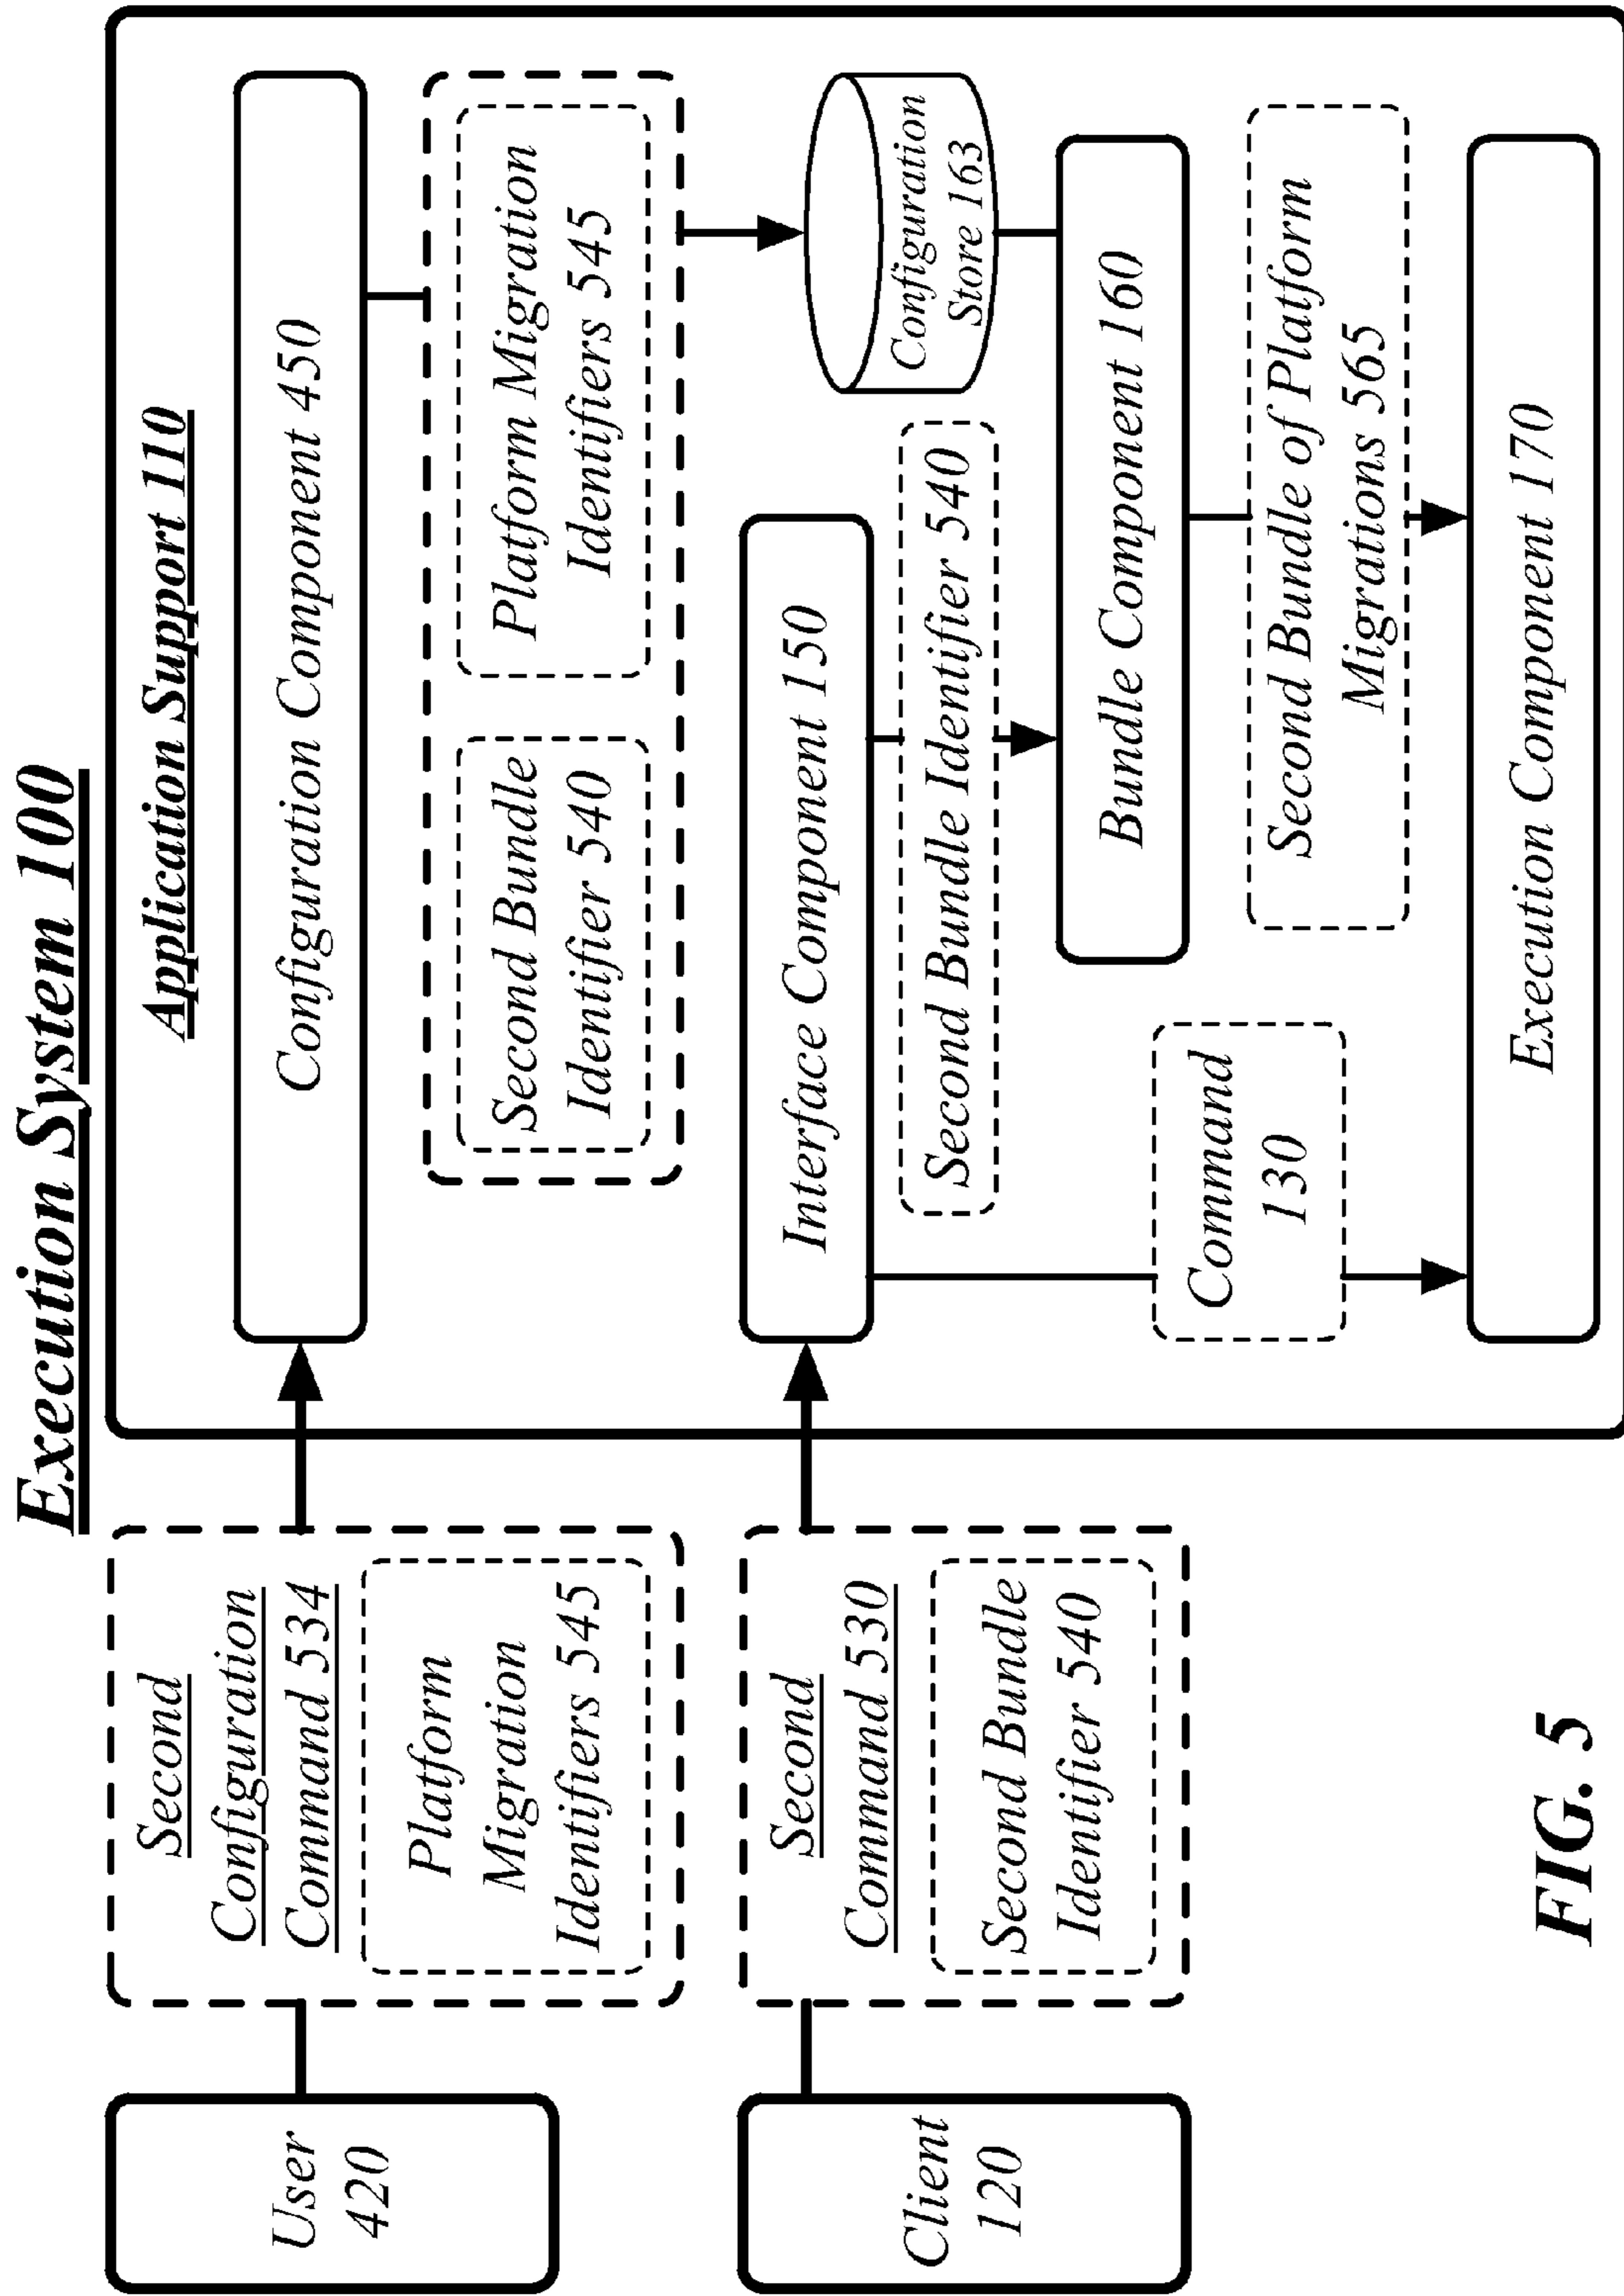 Execution System 100
User
420
Second
Configuration
Command 534
Platform
Migration
Identifiers 545
Application Support 110
Configuration Component 450
Second Bundle
Identifier 540
Platform Migration
Identifiers 545
Client
120
Second
Command 530
Second Bundle
Identifier 540
Interface Component 150
Second Bundle Identifier 540
Configuration
Store 163
Bundle Component 160
Command
130
Second Bundle of Platform
Migrations 565
Execution Component 170
FIG. 5